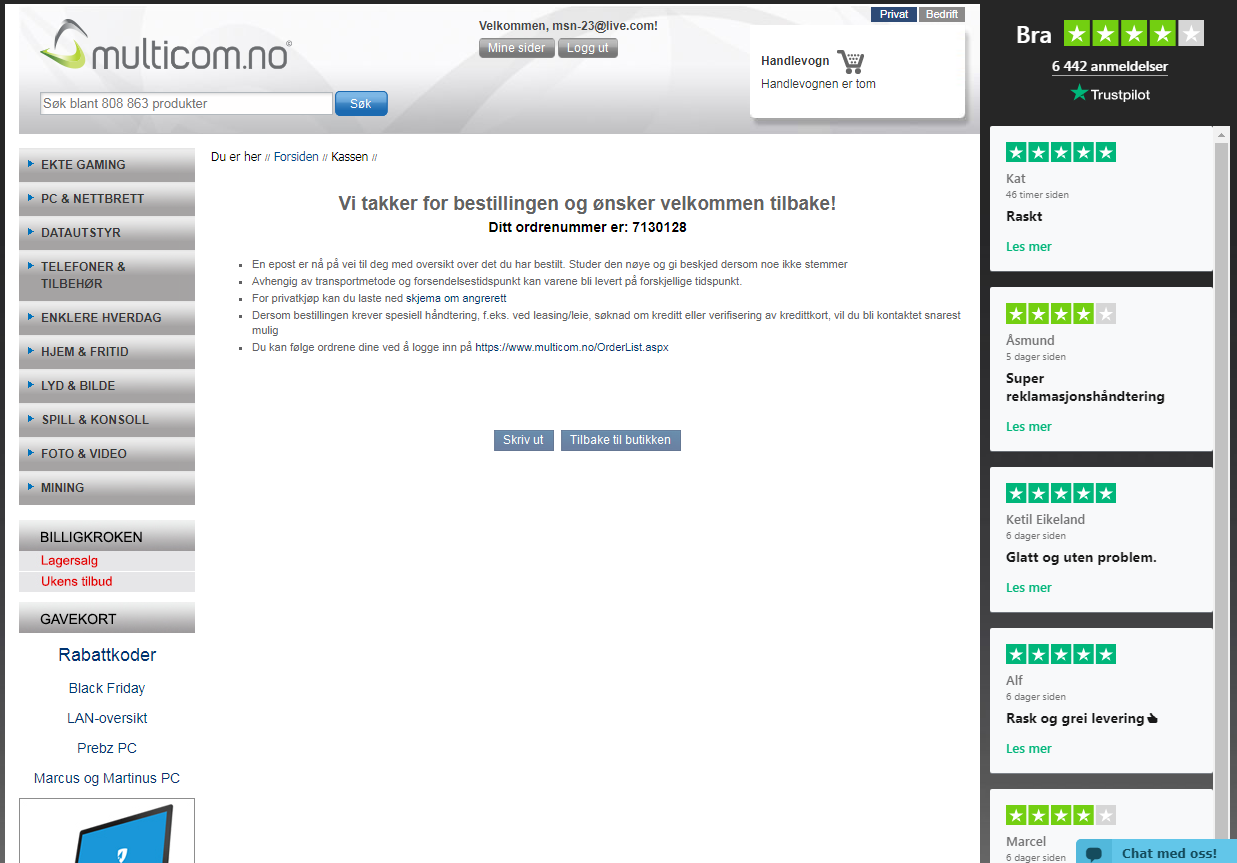 multicom.no
Velkommen, msn-23@live.com!
Mine sider
Logg ut
Privat
Bedrift
Handlevogn
Handlevognen er tom
Søk blant 808 863 produkter
Søk
EKTE GAMING
PC & NETTBRETT
DATAUTSTYR
TELEFONER &
TILBEHØR
ENKLERE HVERDAG
HJEM & FRITID
LYD & BILDE
SPILL & KONSOLL
FOTO & VIDEO
MINING
BILLIGKROKEN
Lagersalg
Ukens tilbud
GAVEKORT
Rabattkoder
Black Friday
LAN-oversikt
Prebz PC
Marcus og Martinus PC
Du er her // Forsiden // Kassen //
Vi takker for bestillingen og ønsker velkommen tilbake!
Ditt ordrenummer er: 7130128
En epost er nå på vei til deg med oversikt over det du har bestilt. Studer den nøye og gi beskjed dersom noe ikke stemmer
Avhengig av transportmetode og forsendelsestidspunkt kan varene bli levert på forskjellige tidspunkt.
For privatkjøp kan du laste ned skjema om angrerett
Dersom bestillingen krever spesiell håndtering, f.eks. ved leasing/leie, søknad om kreditt eller verifisering av kredittkort, vil du bli kontaktet snarest
mulig
Du kan følge ordrene dine ved å logge inn på https://www.multicom.no/OrderList.aspx
Skriv ut
Tilbake til butikken
Bra
6 442 anmeldelser
Trustpilot
Kat
46 timer siden
Raskt
Les mer
Åsmund
5 dager siden
Super
reklamasjonshåndtering
Les mer
Ketil Eikeland
6 dager siden
Glatt og uten problem.
Les mer
Alf
6 dager siden
Rask og grei levering
Les mer
Marcel
6 dager siden
Chat med oss!